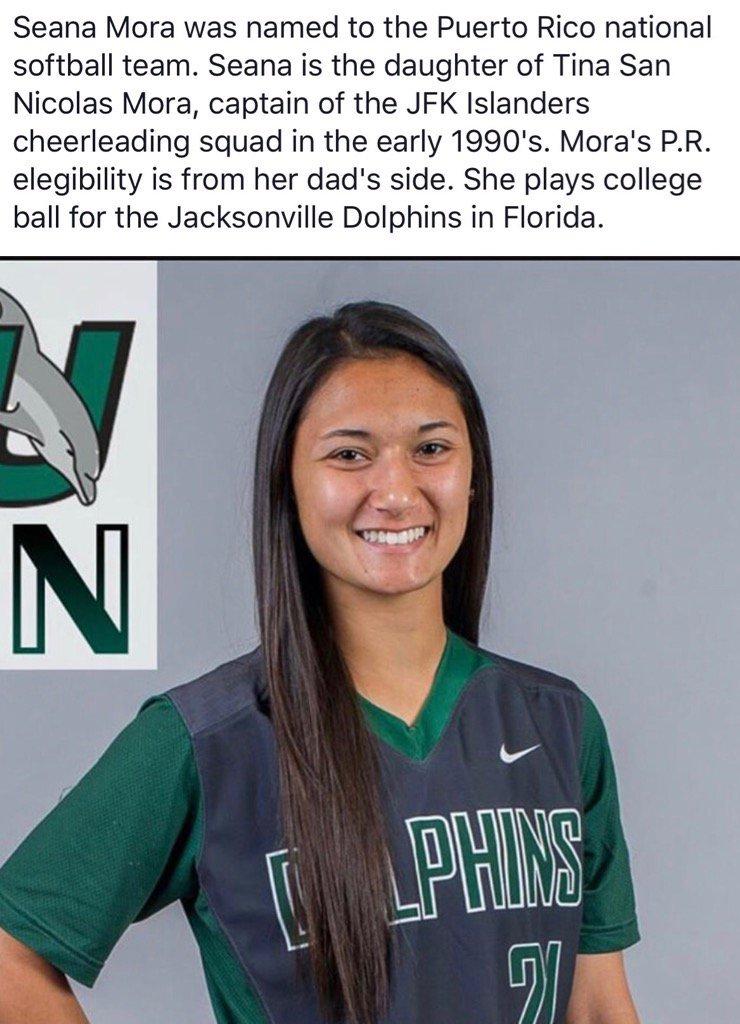 Seana Mora was named to the Puerto Rico national
softball team. Seana is the daughter of Tina San
Nicolas Mora, captain of the JFK Islanders
cheerleading squad in the early 1990's. Mora's P.R.
elegibility is from her dad's side. She plays college
ball for the Jacksonville Dolphins in Florida.
U
N
D LPHINS
21